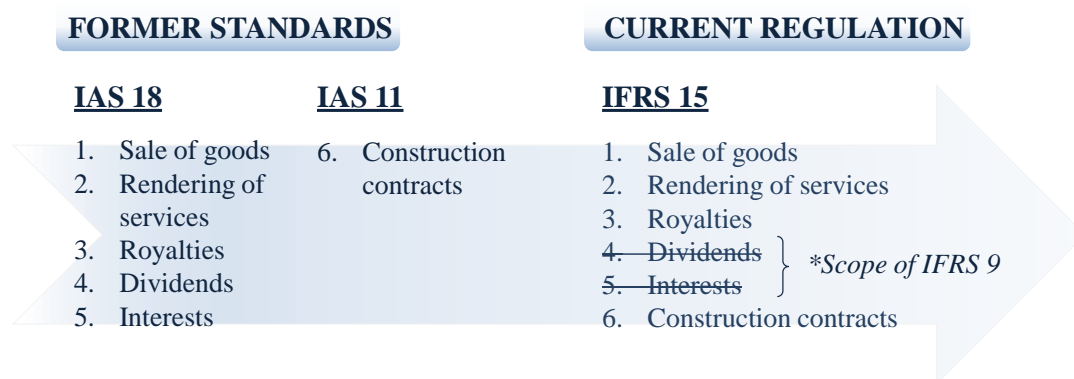 FORMER STANDARDS
CURRENT REGULATION
IAS 18
1. Sale of goods
2. Rendering of
services
3. Royalties
4. Dividends
5. Interests
IAS 11
6. Construction
contracts
IFRS 15
1. Sale of goods
2. Rendering of services
3. Royalties
4. Dividends
5. Interests
*Scope of IFRS 9
6. Construction contracts